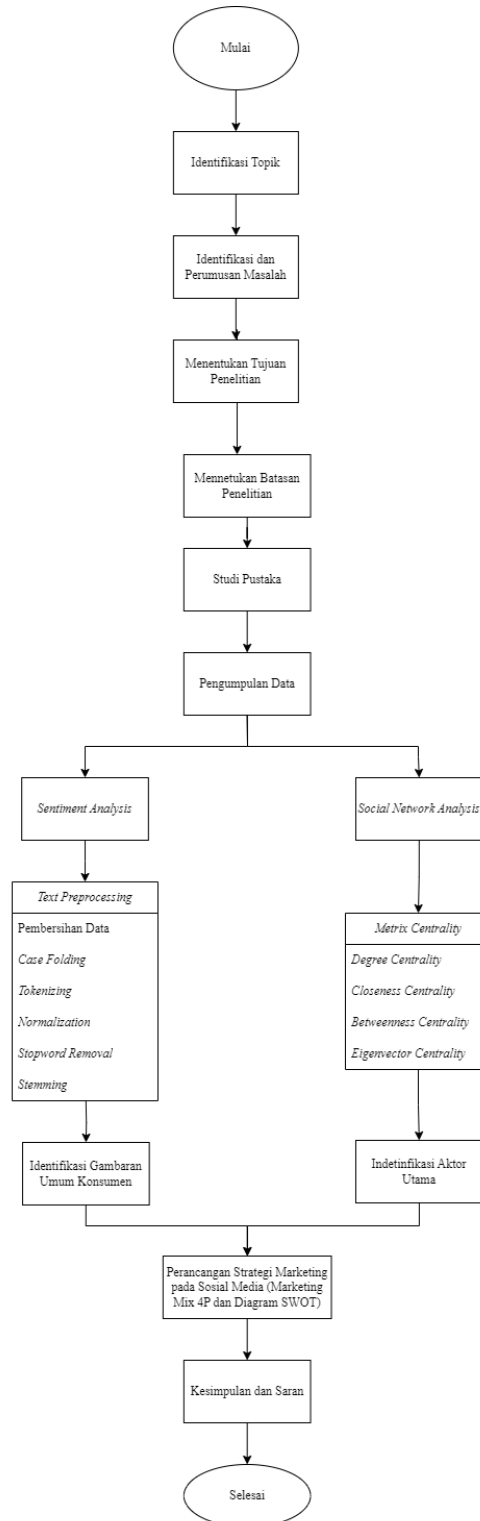 Mulai
Identifikasi Topik
Identifikasi dan
Perumusan Masalah
Menentukan Tujuan
Penelitian
Mennetukan Batasan
Penelitian
Studi Pustaka
Pengumpulan Data
Sentiment Analysis
Text Preprocessing
Pembersihan Data
Case Folding
Tokenizing
Normalization
Stopword Removal
Stemming
Identifikasi Gambaran
Umum Konsumen
Social Network Analysis
Metrix Centrality
Degree Centrality
Closeness Centrality
Betweenness Centrality
Eigenvector Centrality
Indetinfikasi Aktor
Utama
Perancangan Strategi Marketing
pada Sosial Media (Marketing
Mix 4P dan Diagram SWOT)
Kesimpulan dan Saran
Selesai